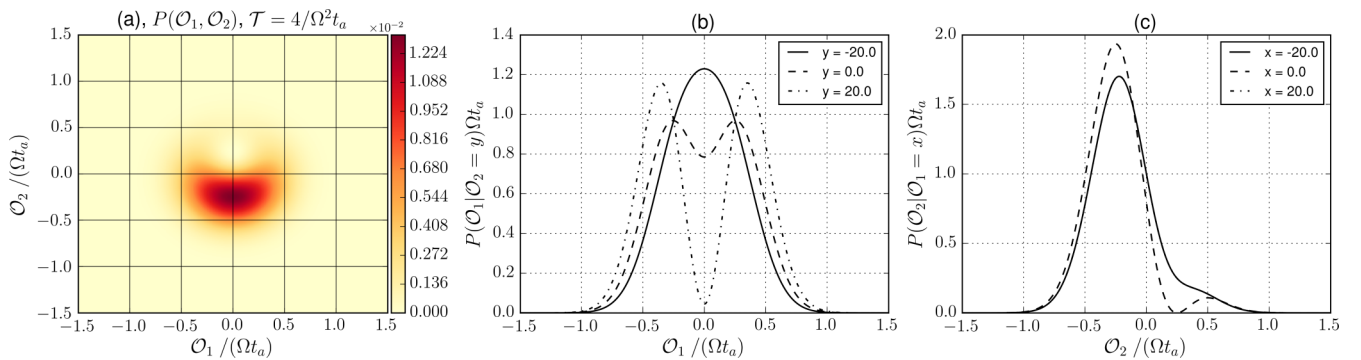 (a), P(𝒪₁, 𝒪₂), 𝒯 = 4/Ω²tₐ
×10⁻²
1.5
1.0
0.5
0.0
−0.5
−1.0
−1.5
𝒪₂ /(Ωtₐ)
−1.5 −1.0 −0.5 0.0 0.5 1.0 1.5
𝒪₁ /(Ωtₐ)
1.224
1.088
0.952
0.816
0.680
0.544
0.408
0.272
0.136
0.000
(b)
1.4
1.2
1.0
0.8
0.6
0.4
0.2
0.0
P(𝒪₁|𝒪₂ = y)Ωtₐ
y = -20.0
y = 0.0
y = 20.0
−1.5 −1.0 −0.5 0.0 0.5 1.0 1.5
𝒪₁ /(Ωtₐ)
(c)
2.0
1.5
1.0
0.5
0.0
P(𝒪₂|𝒪₁ = x)Ωtₐ
x = -20.0
x = 0.0
x = 20.0
−1.5 −1.0 −0.5 0.0 0.5 1.0 1.5
𝒪₂ /(Ωtₐ)